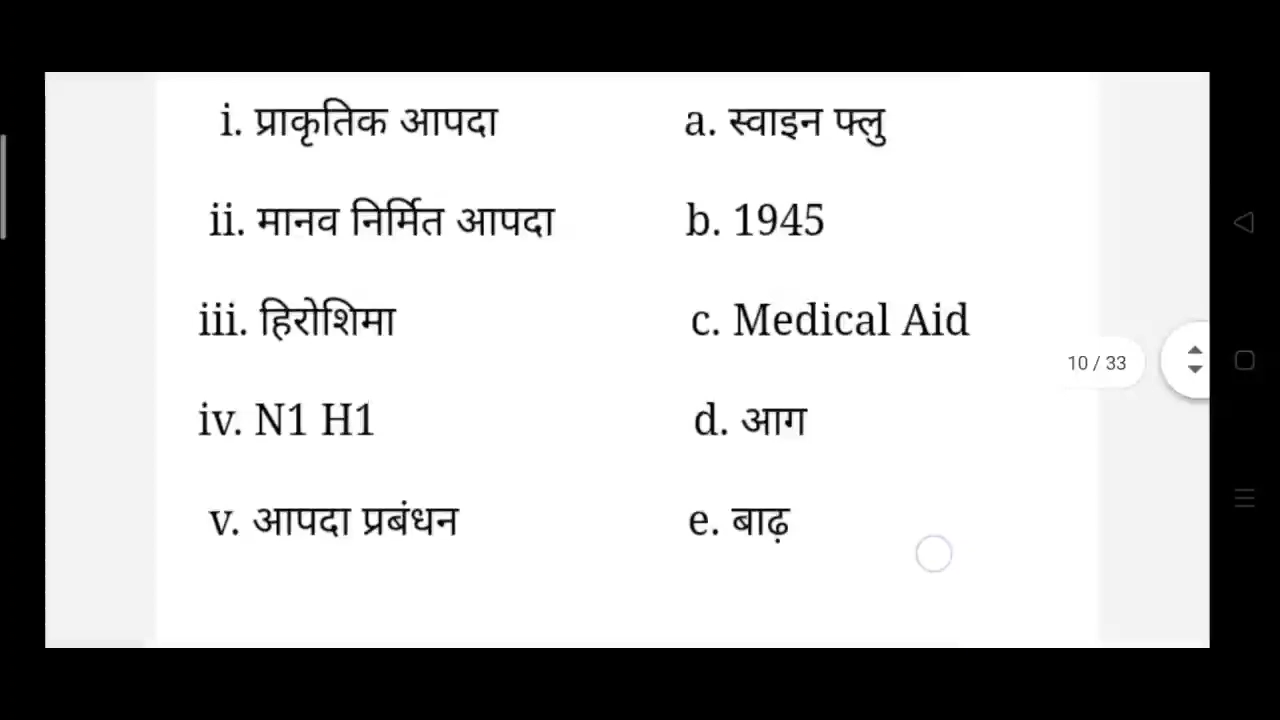 i. प्राकृतिक आपदा a. स्वाइन फ्लु
ii. मानव निर्मित आपदा b. 1945
iii. हिरोशिमा c. Medical Aid
10 / 33
iv. N1 H1 d. आग
v. आपदा प्रबंधन e. बाढ़